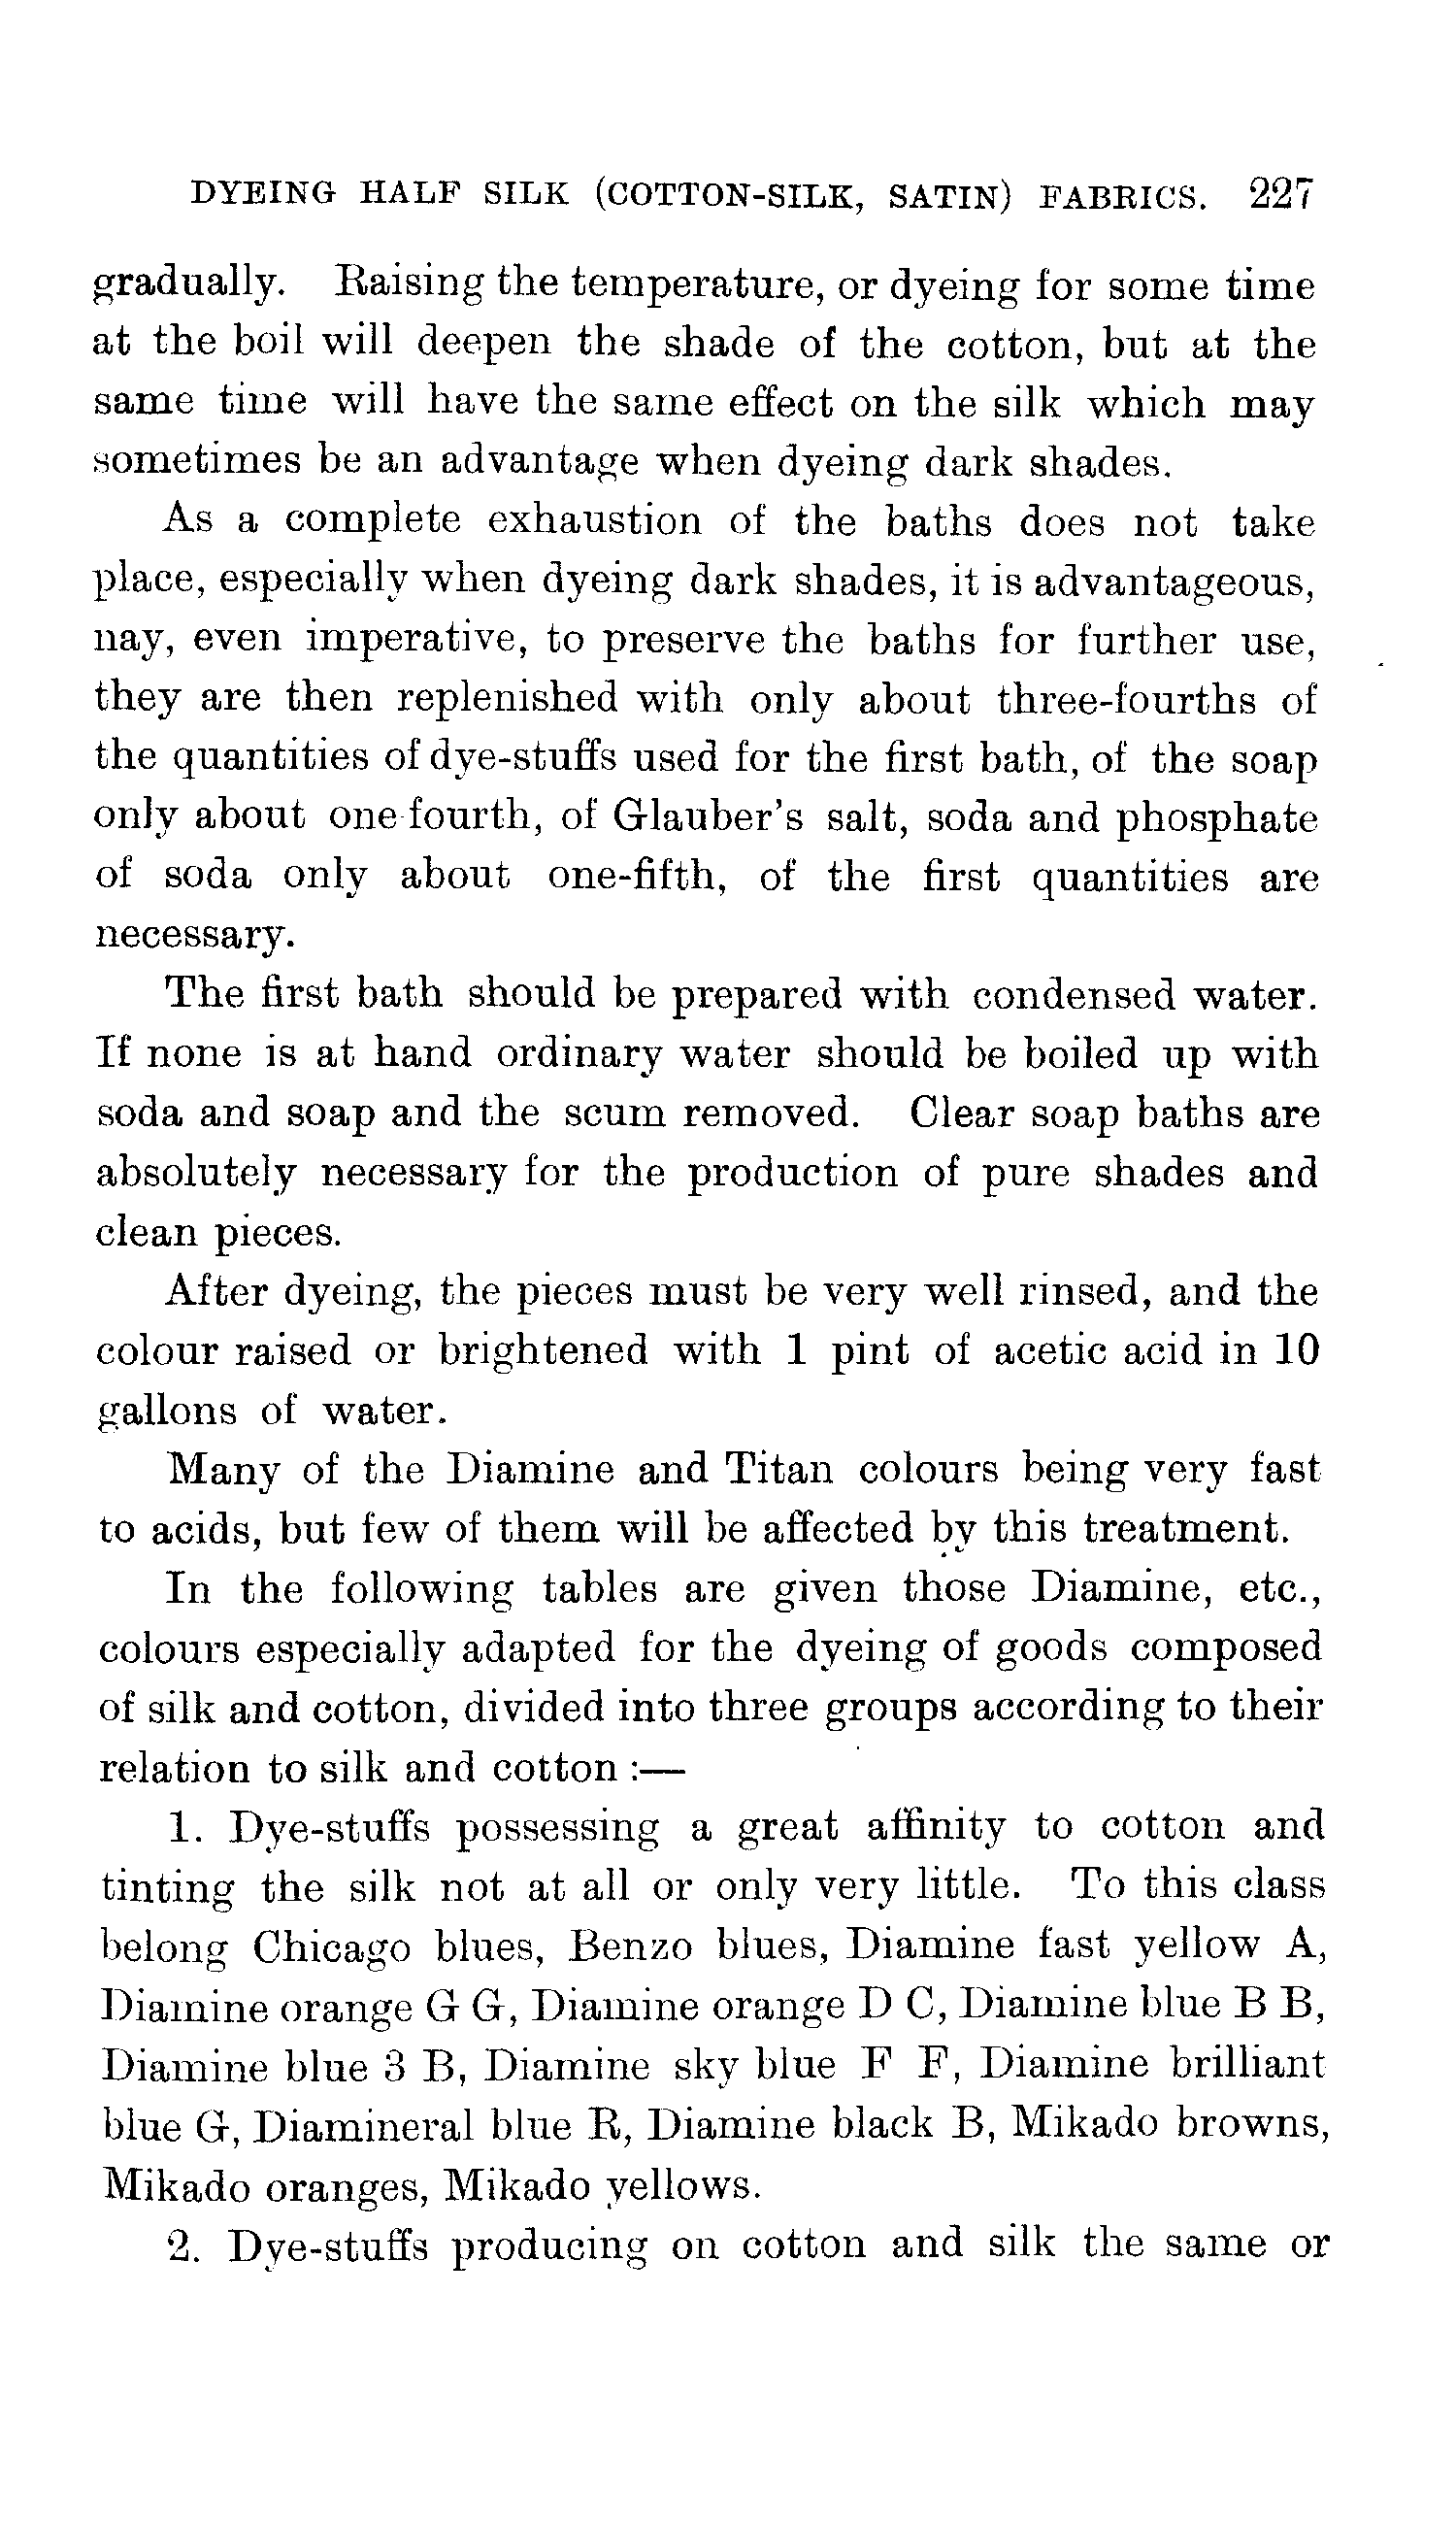 DYEING HALF SILK (COTTON-SILK, SATIN) FABRICS. 227
gradually. Raising the temperature, or dyeing for some time
at the boil will deepen the shade of the cotton, but at the
same time will have the same effect on the silk which may
sometimes be an advantage when dyeing dark shades.
As a complete exhaustion of the baths does not take
place, especially when dyeing dark shades, it is advantageous,
nay, even imperative, to preserve the baths for further use,
they are then replenished with only about three-fourths of
the quantities of dye-stuffs used for the first bath, of the soap
only about one-fourth, of Glauber's salt, soda and phosphate
of soda only about one-fifth, of the first quantities are
necessary.
The first bath should be prepared with condensed water.
If none is at hand ordinary water should be boiled up with
soda and soap and the scum removed. Clear soap baths are
absolutely necessary for the production of pure shades and
clean pieces.
After dyeing, the pieces must be very well rinsed, and the
colour raised or brightened with 1 pint of acetic acid in 10
gallons of water.
Many of the Diamine and Titan colours being very fast
to acids, but few of them will be affected by this treatment.
In the following tables are given those Diamine, etc.,
colours especially adapted for the dyeing of goods composed
of silk and cotton, divided into three groups according to their
relation to silk and cotton :—
1. Dye-stuffs possessing a great affinity to cotton and
tinting the silk not at all or only very little. To this class
belong Chicago blues, Benzo blues, Diamine fast yellow A,
Diamine orange G G, Diamine orange D C, Diamine blue B B,
Diamine blue 3 B, Diamine sky blue F F, Diamine brilliant
blue G, Diamineral blue R, Diamine black B, Mikado browns,
Mikado oranges, Mikado yellows.
2. Dye-stuffs producing on cotton and silk the same or